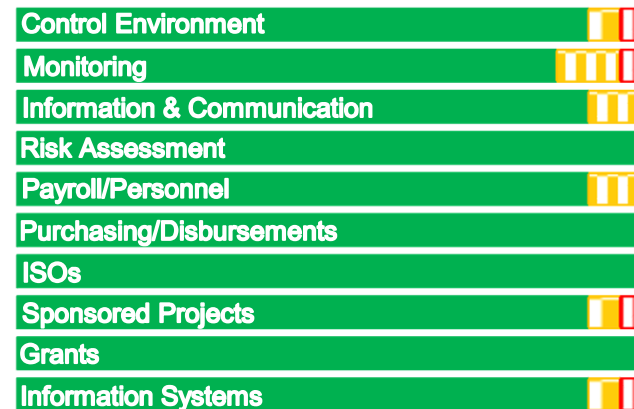 Control Environment
Monitoring
Information & Communication
Risk Assessment
Payroll/Personnel
Purchasing/Disbursements
ISOs
Sponsored Projects
Grants
Information Systems